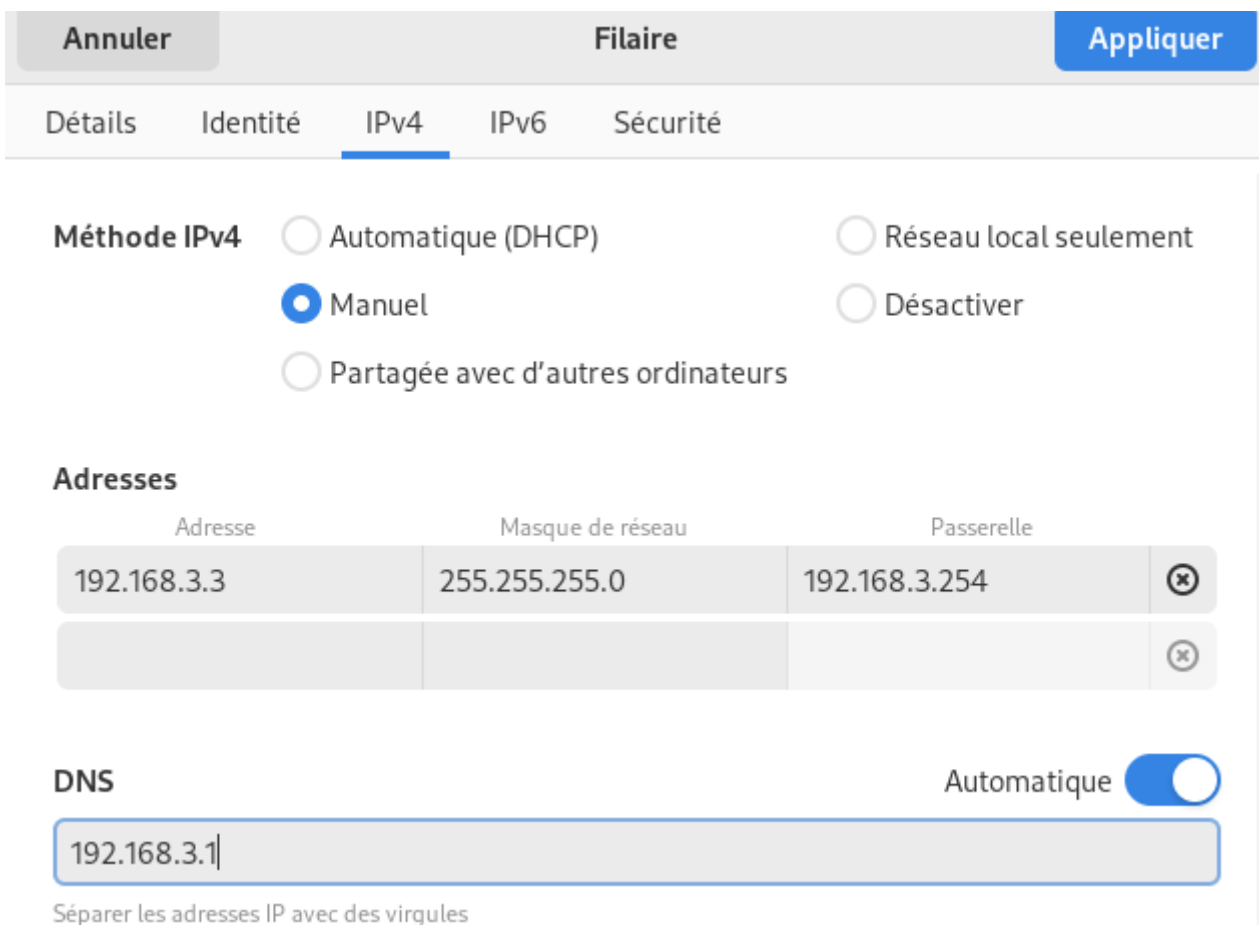 Annuler Filaire Appliquer
Détails Identité IPv4 IPv6 Sécurité
Méthode IPv4 Automatique (DHCP) Réseau local seulement
Manuel Désactiver
Partagée avec d'autres ordinateurs
Adresses
Adresse Masque de réseau Passerelle
192.168.3.3 255.255.255.0 192.168.3.254
DNS Automatique
192.168.3.1
Séparer les adresses IP avec des virgules